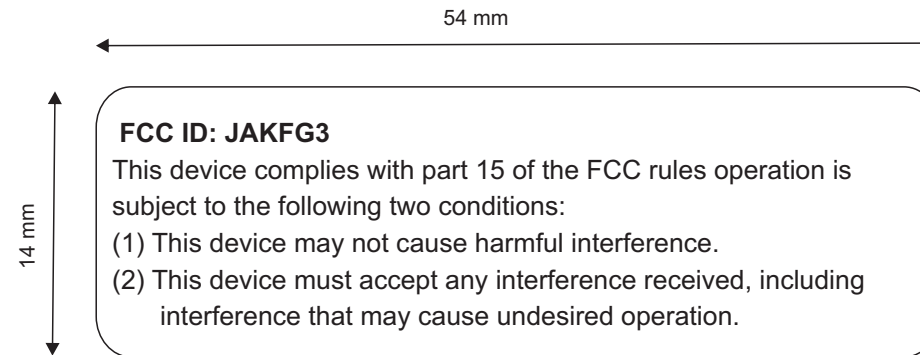 54 mm
14 mm
FCC ID: JAKFG3
This device complies with part 15 of the FCC rules operation is
subject to the following two conditions:
(1) This device may not cause harmful interference.
(2) This device must accept any interference received, including
interference that may cause undesired operation.